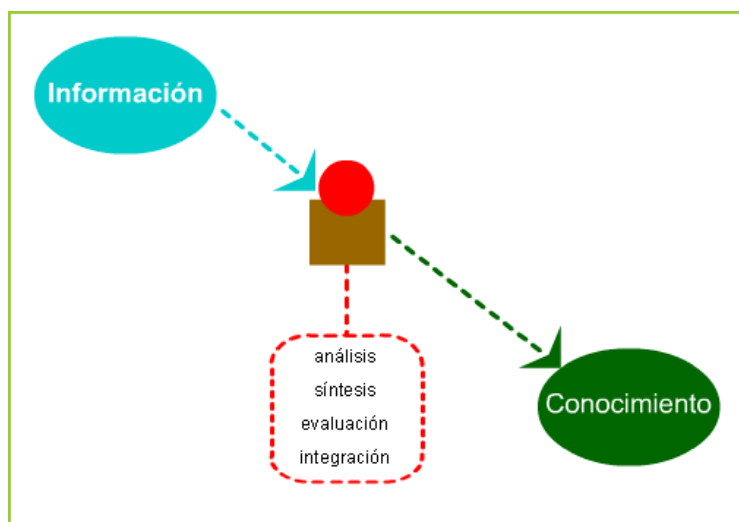 Información
análisis
síntesis
evaluación
integración
Conocimiento